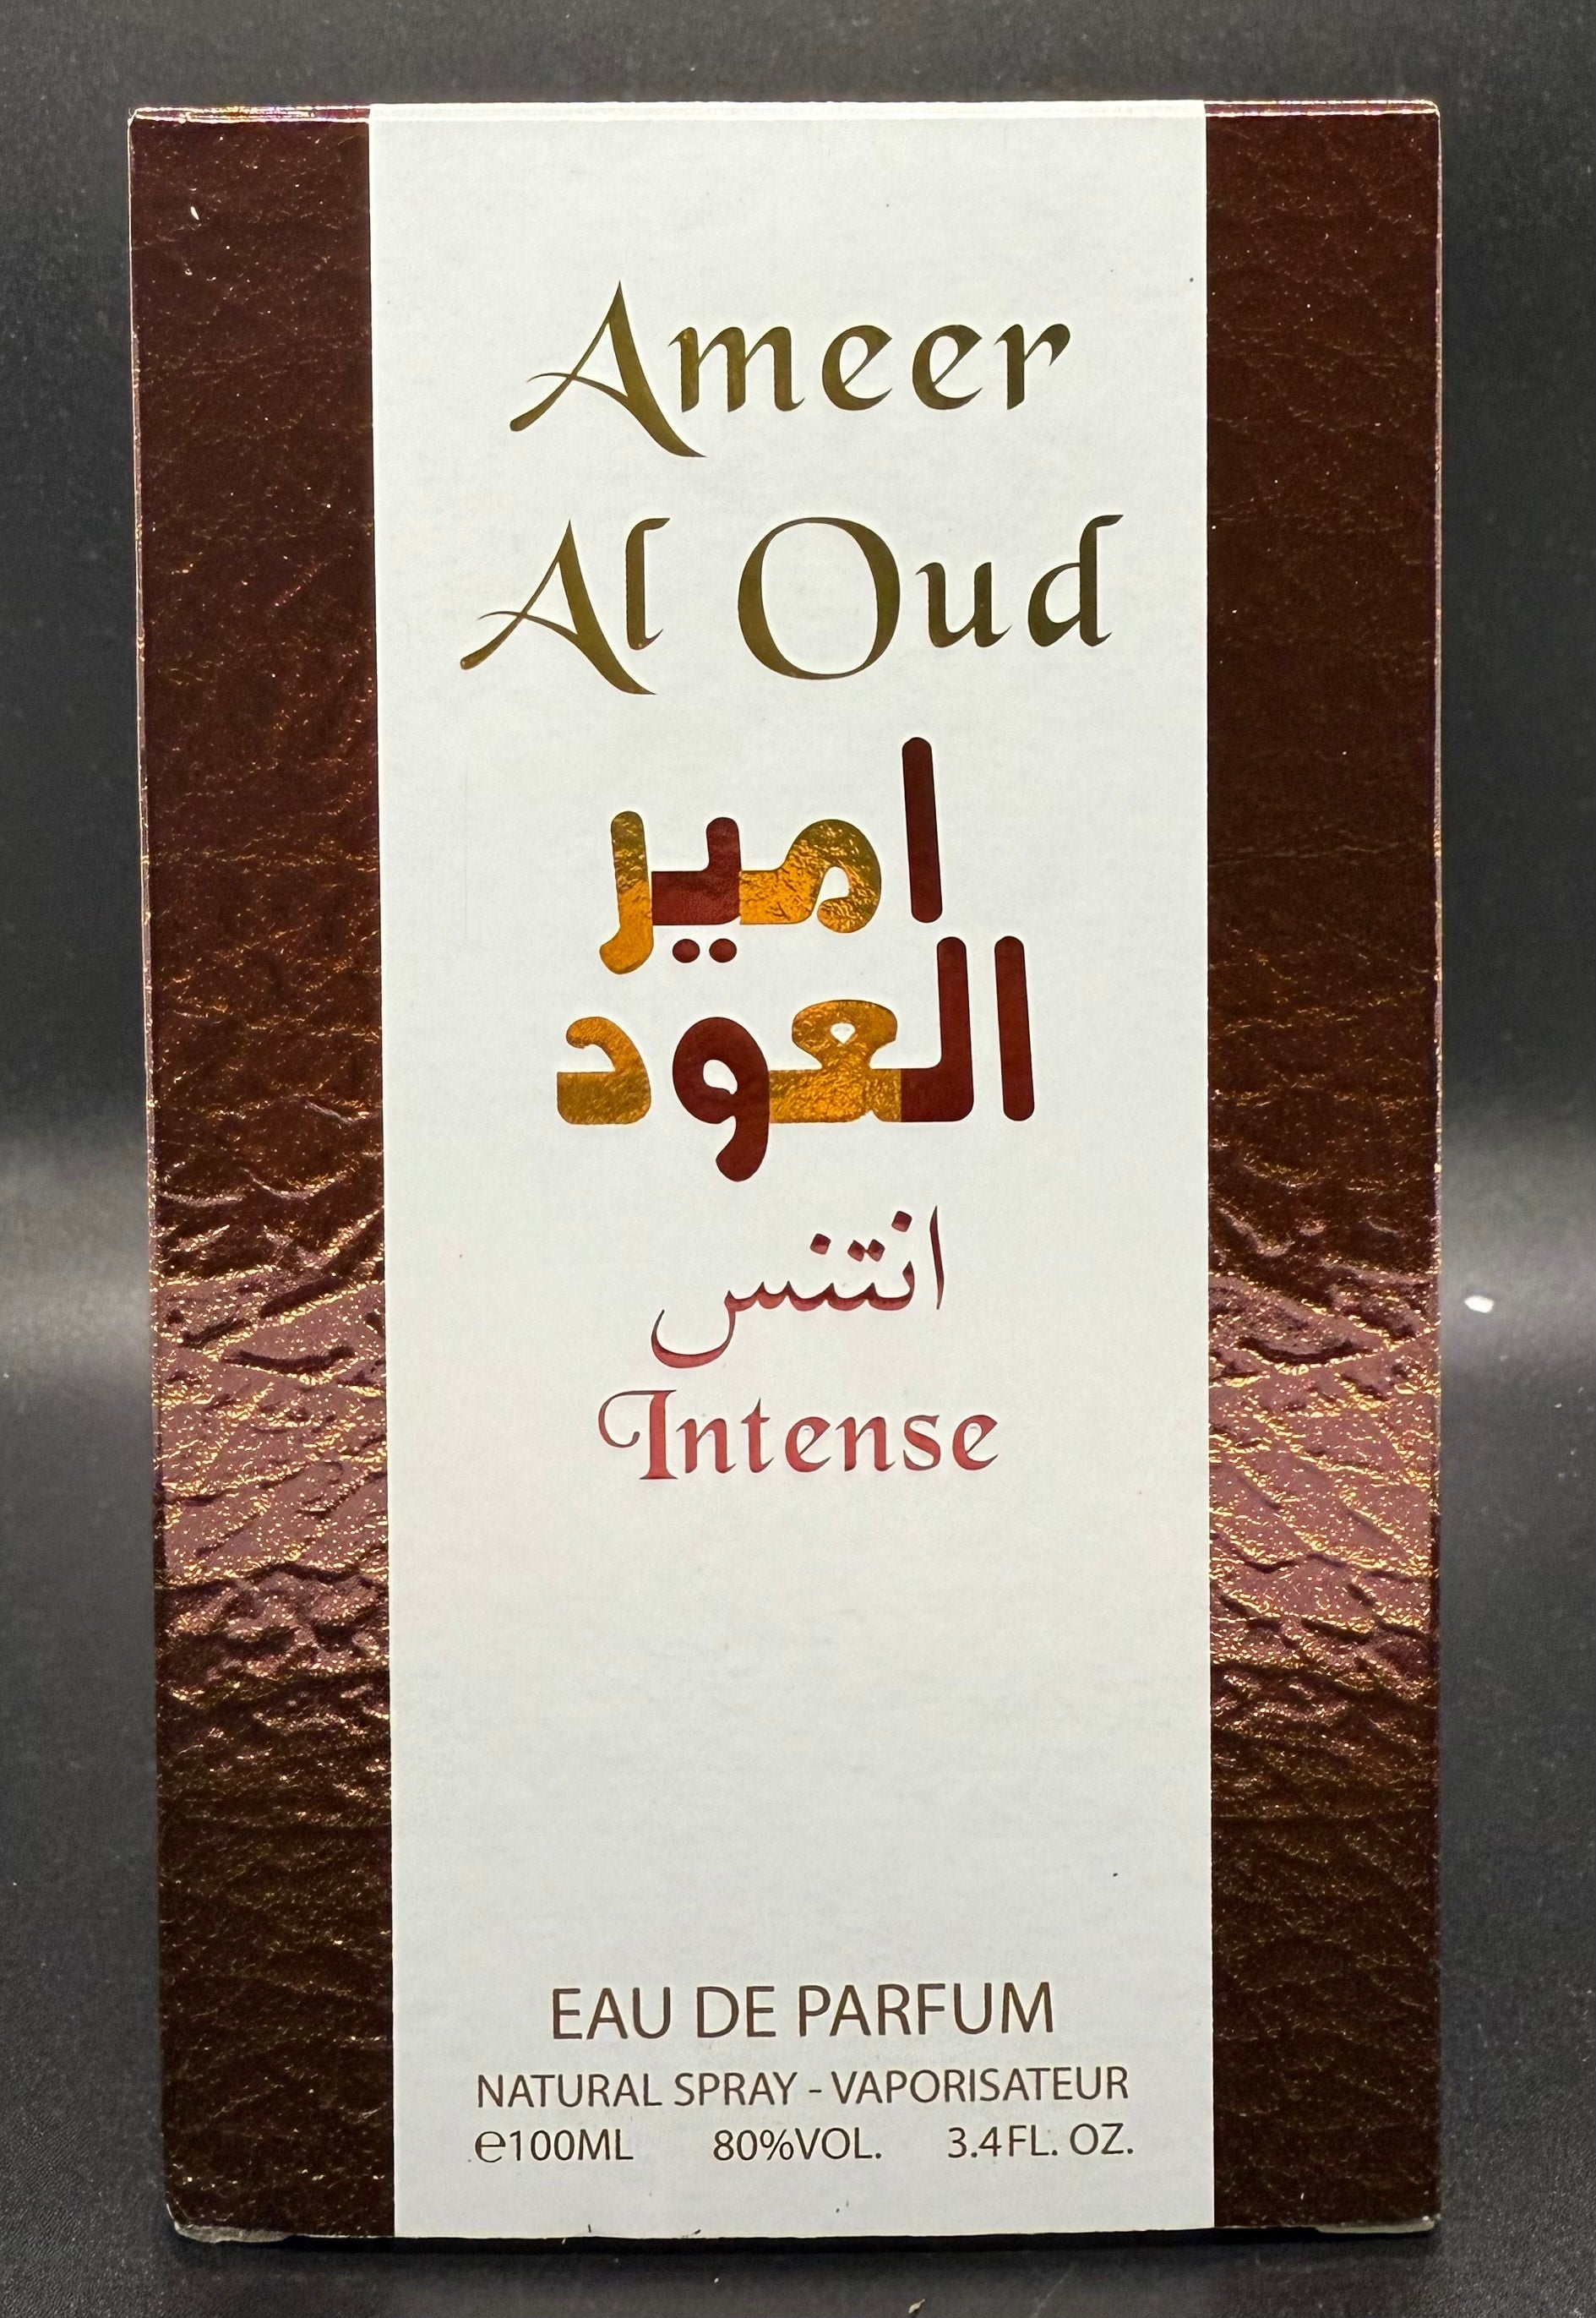 Ameer
Al Oud
امير
العود
انتنس
Intense
EAU DE PARFUM
NATURAL SPRAY - VAPORISATEUR
℮100ML 80%VOL. 3.4FL. OZ.